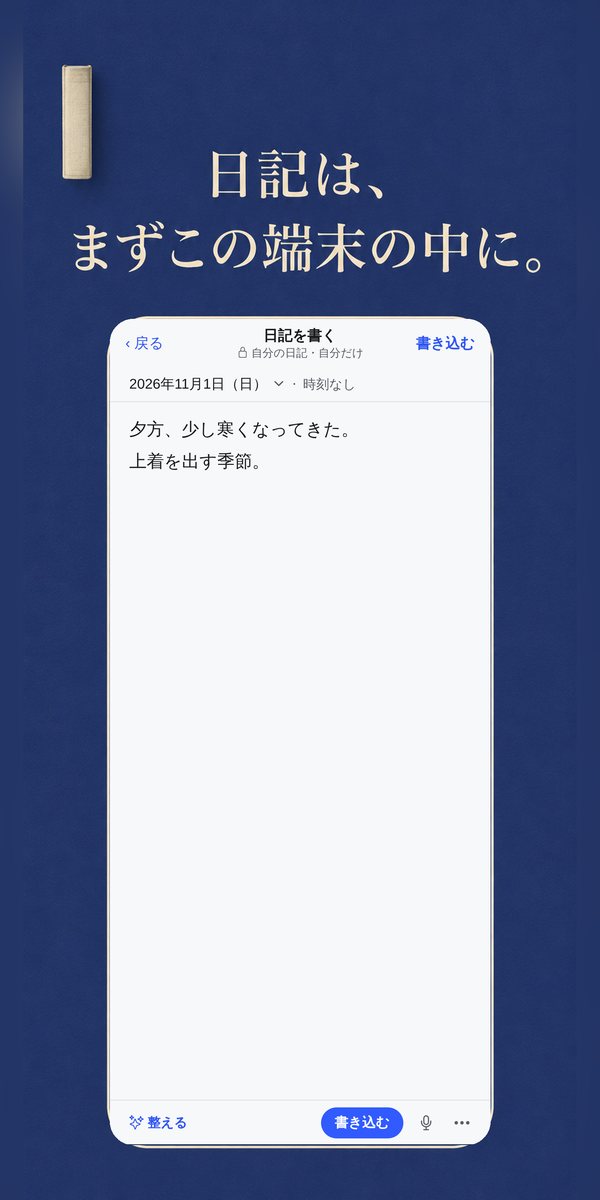 日記は、
まずこの端末の中に。
‹ 戻る
日記を書く
書き込む
自分の日記・自分だけ
2026年11月1日（日） · 時刻なし
夕方、少し寒くなってきた。
上着を出す季節。
整える
書き込む